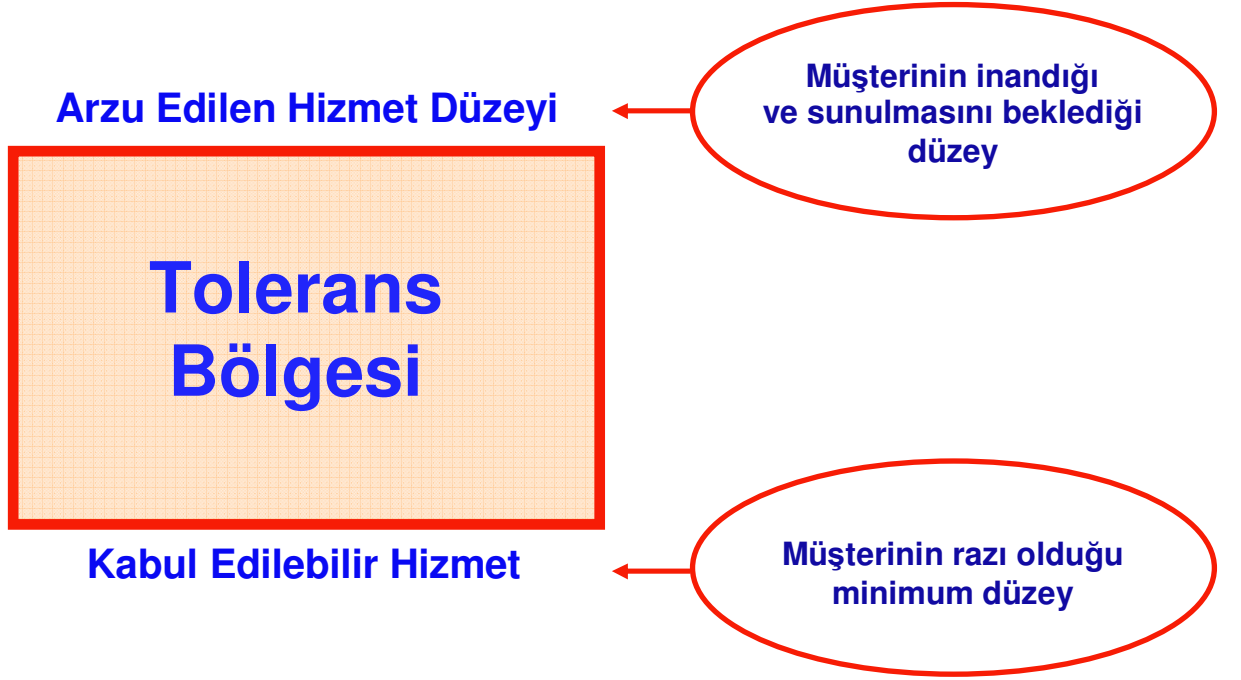 Arzu Edilen Hizmet Düzeyi
Müşterinin inandığı
ve sunulmasını beklediği
düzey
Tolerans
Bölgesi
Kabul Edilebilir Hizmet
Müşterinin razı olduğu
minimum düzey